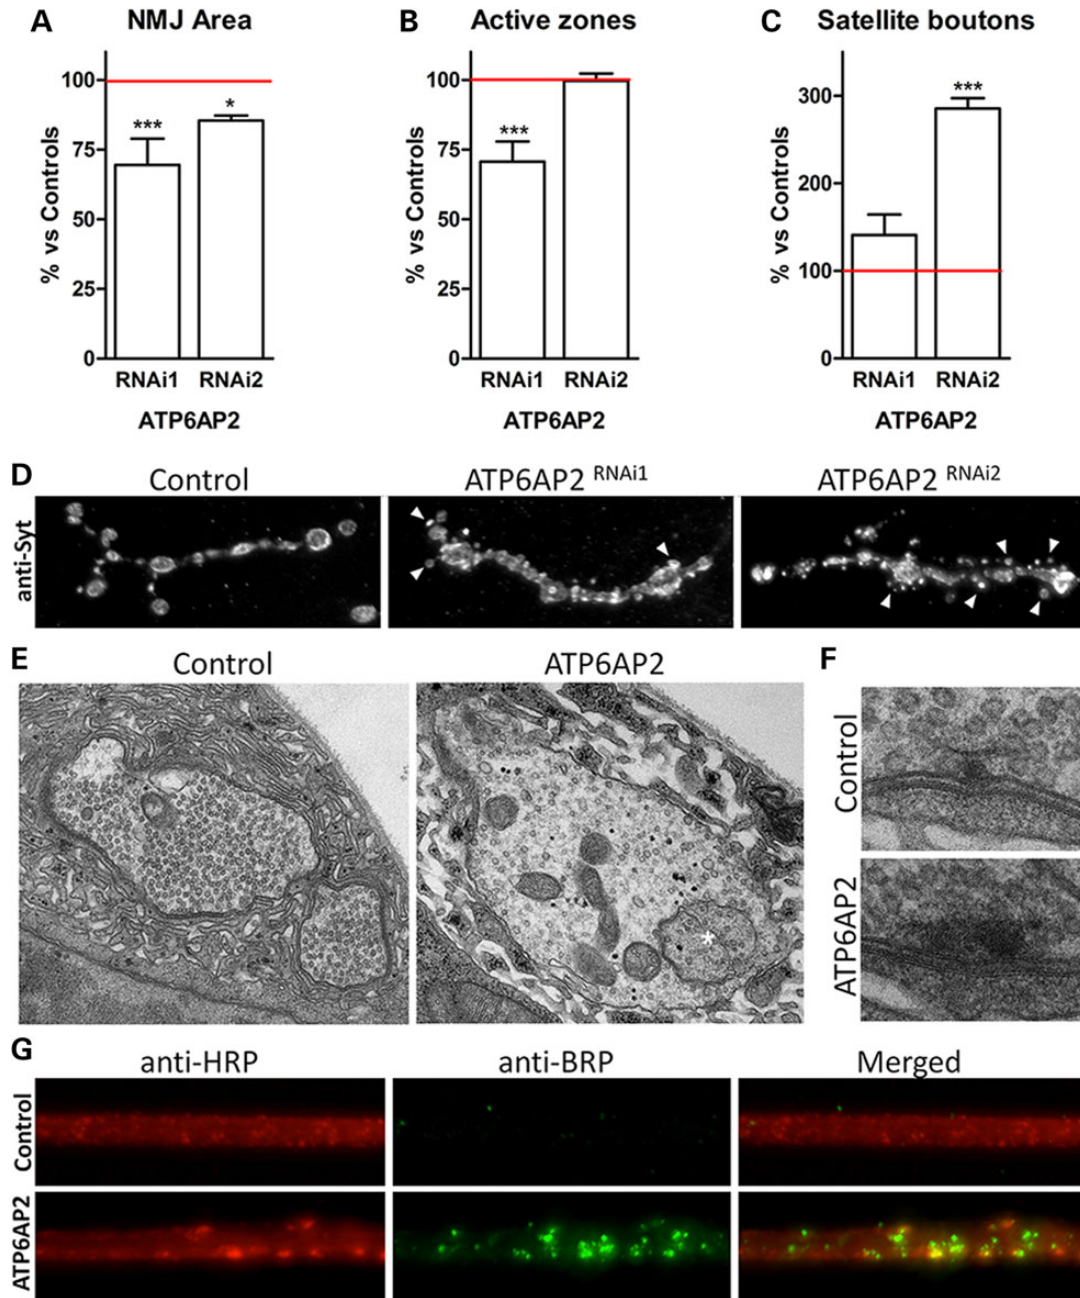 A NMJ Area
% vs Controls
100
75
50
25
0
***
*
RNAi1 RNAi2
ATP6AP2
B Active zones
% vs Controls
100
75
50
25
0
***
RNAi1 RNAi2
ATP6AP2
C Satellite boutons
% vs Controls
300
200
100
0
***
RNAi1 RNAi2
ATP6AP2
D Control ATP6AP2 RNAi1 ATP6AP2 RNAi2
anti-Syt
E Control ATP6AP2
*
F
Control
ATP6AP2
G anti-HRP anti-BRP Merged
Control
ATP6AP2